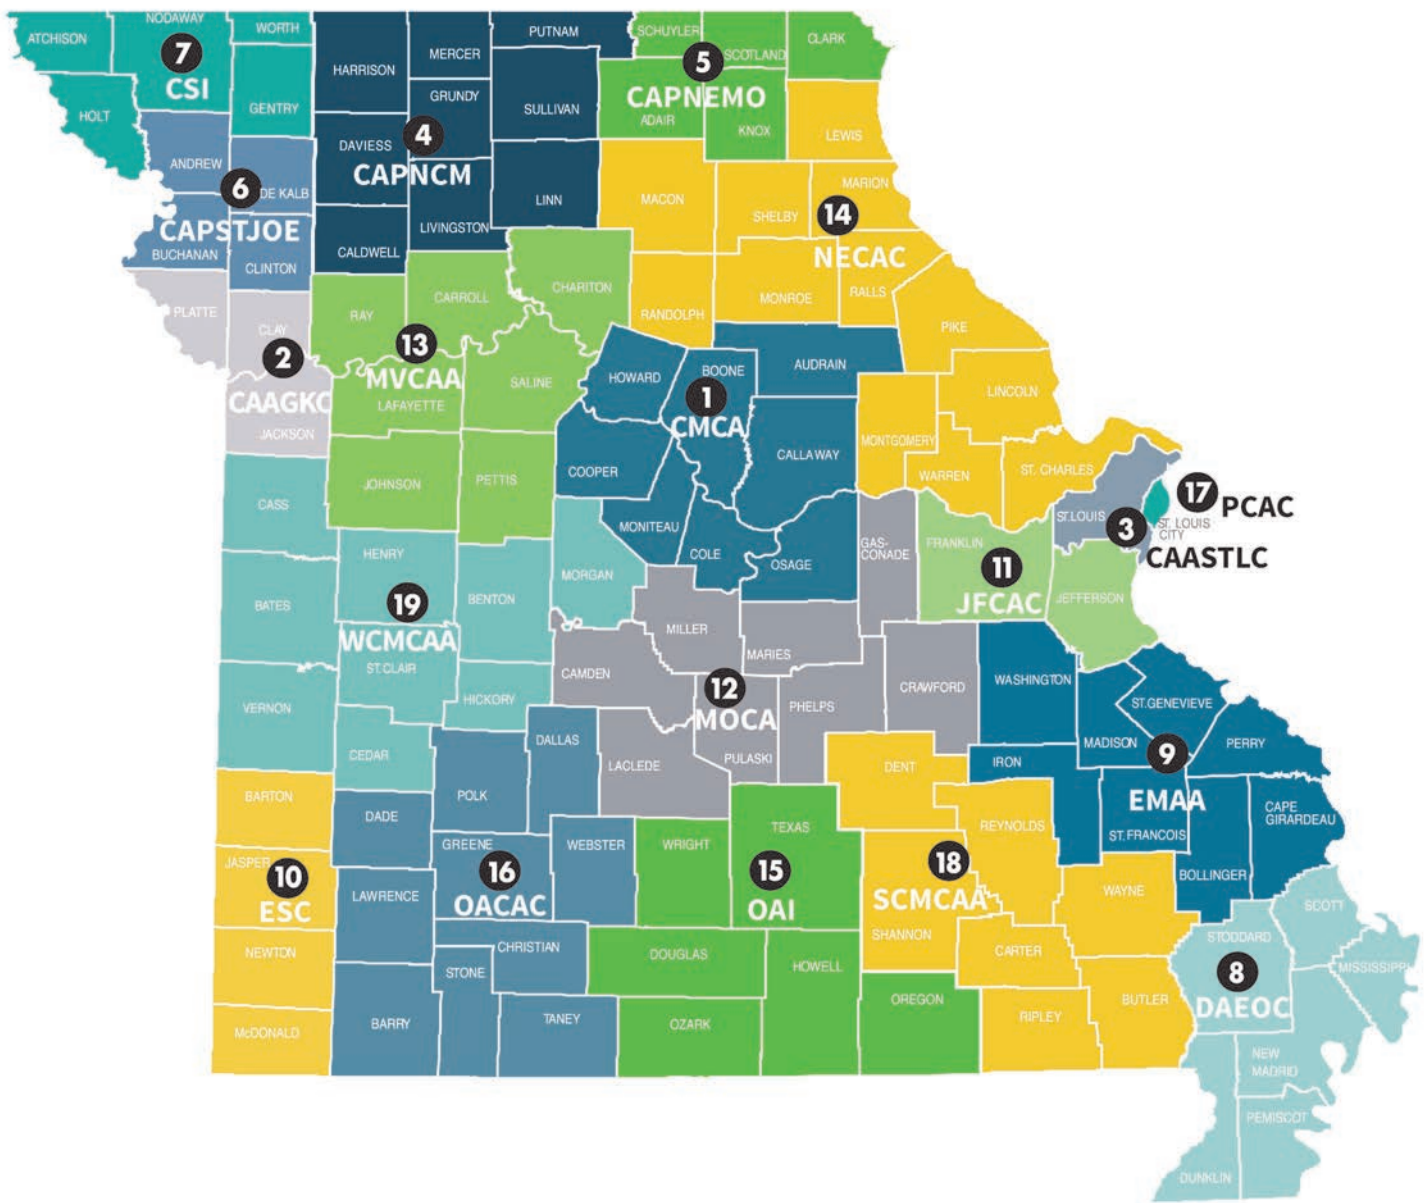 NODAWAY
WORTH
ATCHISON
7
CSI
HOLT
GENTRY
PUTNAM
MERCER
HARRISON
GRUNDY
SULLIVAN
DAVIESS
4
CAPNCM
LINN
LIVINGSTON
CALDWELL
SCHUYLER
SCOTLAND
CLARK
5
CAPNEMO
ADAIR
KNOX
ANDREW
6
DE KALB
CAPSTJOE
BUCHANAN
CLINTON
LEWIS
MACON
MARION
SHELBY
14
NECAC
RANDOLPH
MONROE
RALLS
PIKE
LINCOLN
MONTGOMERY
WARREN
ST. CHARLES
PLATTE
CLAY
2
CAAGKC
JACKSON
RAY
CARROLL
CHARITON
13
MVCAA
LAFAYETTE
SALINE
JOHNSON
PETTIS
HOWARD
BOONE
AUDRAIN
1
CMCA
COOPER
CALLAWAY
MONITEAU
COLE
OSAGE
ST.LOUIS
3
CAASTLC
17
PCAC
ST. LOUIS
CITY
FRANKLIN
11
JFCAC
JEFFERSON
CASS
HENRY
MORGAN
BATES
19
BENTON
WCMCAA
ST.CLAIR
VERNON
HICKORY
CEDAR
GAS-
CONADE
MILLER
MARIES
CAMDEN
12
MOCA
PHELPS
CRAWFORD
LACLEDE
PULASKI
WASHINGTON
ST.GENEVIEVE
MADISON
9
PERRY
IRON
EMAA
CAPE
GIRARDEAU
ST. FRANCOIS
BOLLINGER
BARTON
JASPER
10
ESC
NEWTON
McDONALD
DALLAS
POLK
DADE
GREENE
16
WEBSTER
OACAC
LAWRENCE
CHRISTIAN
STONE
BARRY
TANEY
TEXAS
WRIGHT
15
OAI
DOUGLAS
HOWELL
OZARK
OREGON
DENT
REYNOLDS
18
SCMCAA
SHANNON
WAYNE
CARTER
BUTLER
RIPLEY
SCOTT
STODDARD
8
MISSISSIPPI
DAEOC
NEW
MADRID
PEMISCOT
DUNKLIN